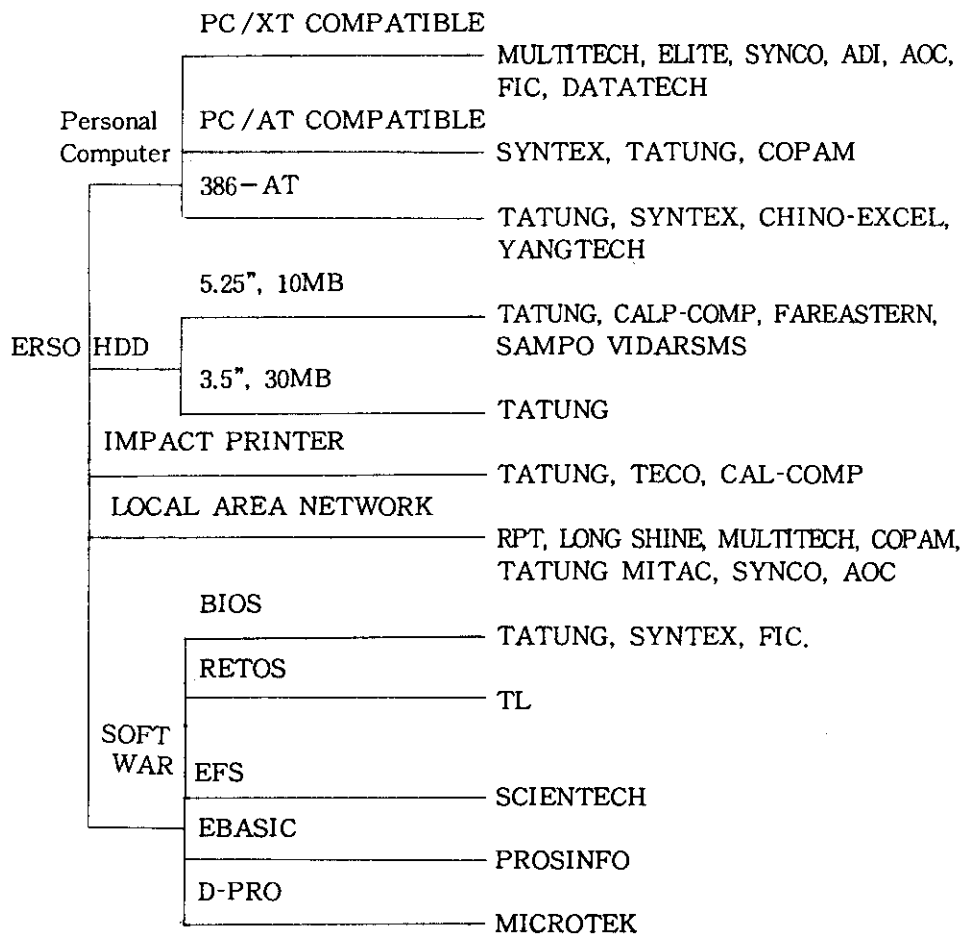 PC/XT COMPATIBLE
MULTITECH, ELITE, SYNCO, ADI, AOC,
FIC, DATATECH
Personal
Computer
PC/AT COMPATIBLE
SYNTEX, TATUNG, COPAM
386-AT
TATUNG, SYNTEX, CHINO-EXCEL,
YANGTECH
5.25", 10MB
TATUNG, CALP-COMP, FAREASTERN,
SAMPO VIDARSMS
ERSO HDD
3.5", 30MB
TATUNG
IMPACT PRINTER
TATUNG, TECO, CAL-COMP
LOCAL AREA NETWORK
RPT, LONG SHINE, MULTITECH, COPAM,
TATUNG MITAC, SYNCO, AOC
BIOS
TATUNG, SYNTEX, FIC.
RETOS
TL
SOFT
WAR
EFS
SCIENTECH
EBASIC
PROSINFO
D-PRO
MICROTEK